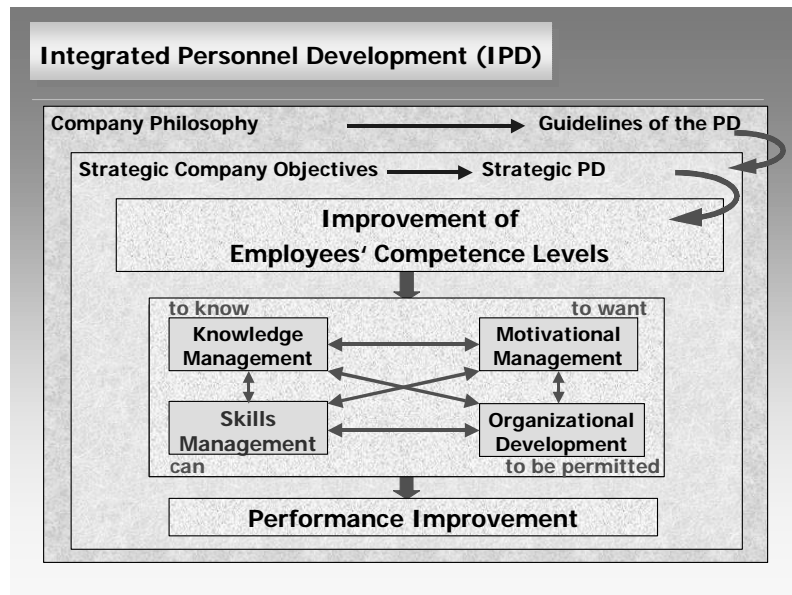 Integrated Personnel Development (IPD)
Company Philosophy Guidelines of the PD
Strategic Company Objectives Strategic PD
Improvement of
Employees‘ Competence Levels
to know to want
Knowledge
Management
Motivational
Management
Skills
Management
Organizational
Development
can to be permitted
Performance Improvement